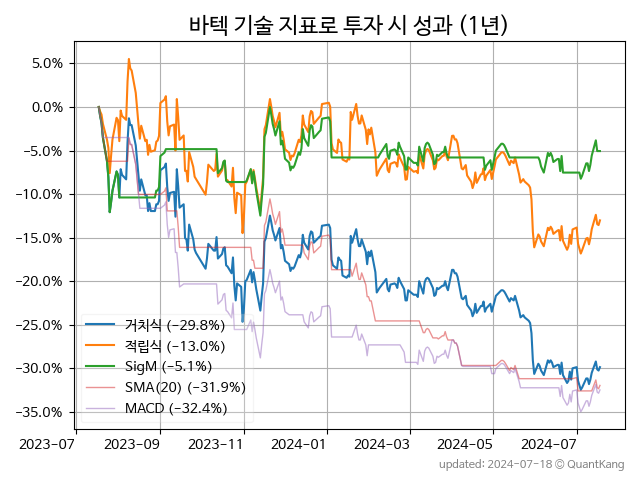 바텍 기술 지표로 투자 시 성과 (1년)
5.0%
0.0%
−5.0%
−10.0%
−15.0%
−20.0%
−25.0%
−30.0%
−35.0%
거치식 (−29.8%)
적립식 (−13.0%)
SigM (−5.1%)
SMA(20) (−31.9%)
MACD (−32.4%)
2023-07 2023-09 2023-11 2024-01 2024-03 2024-05 2024-07
updated: 2024-07-18 © QuantKang